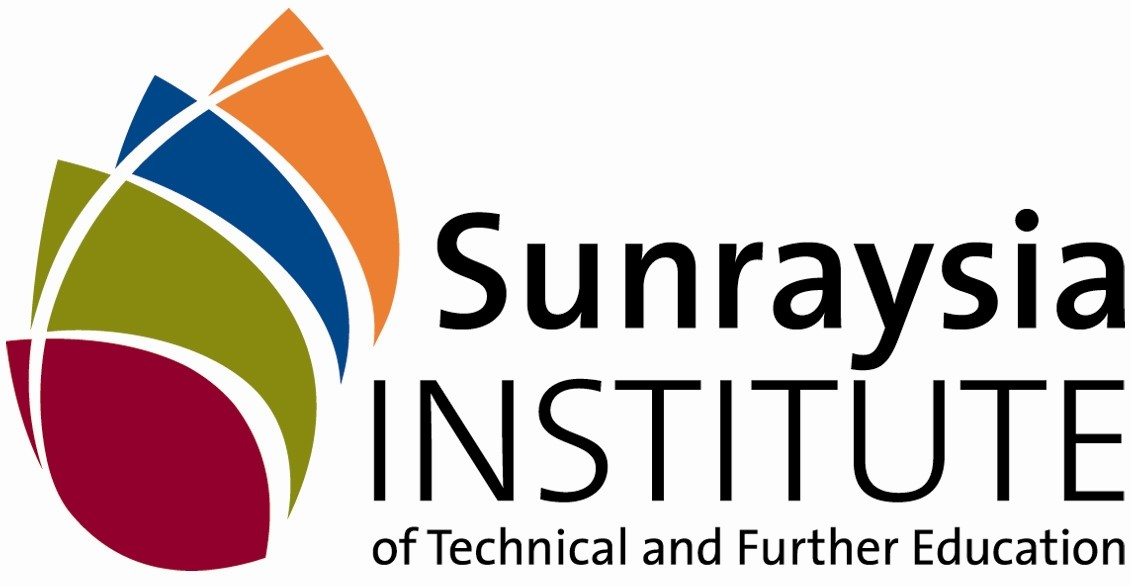 Sunraysia
INSTITUTE
of Technical and Further Education